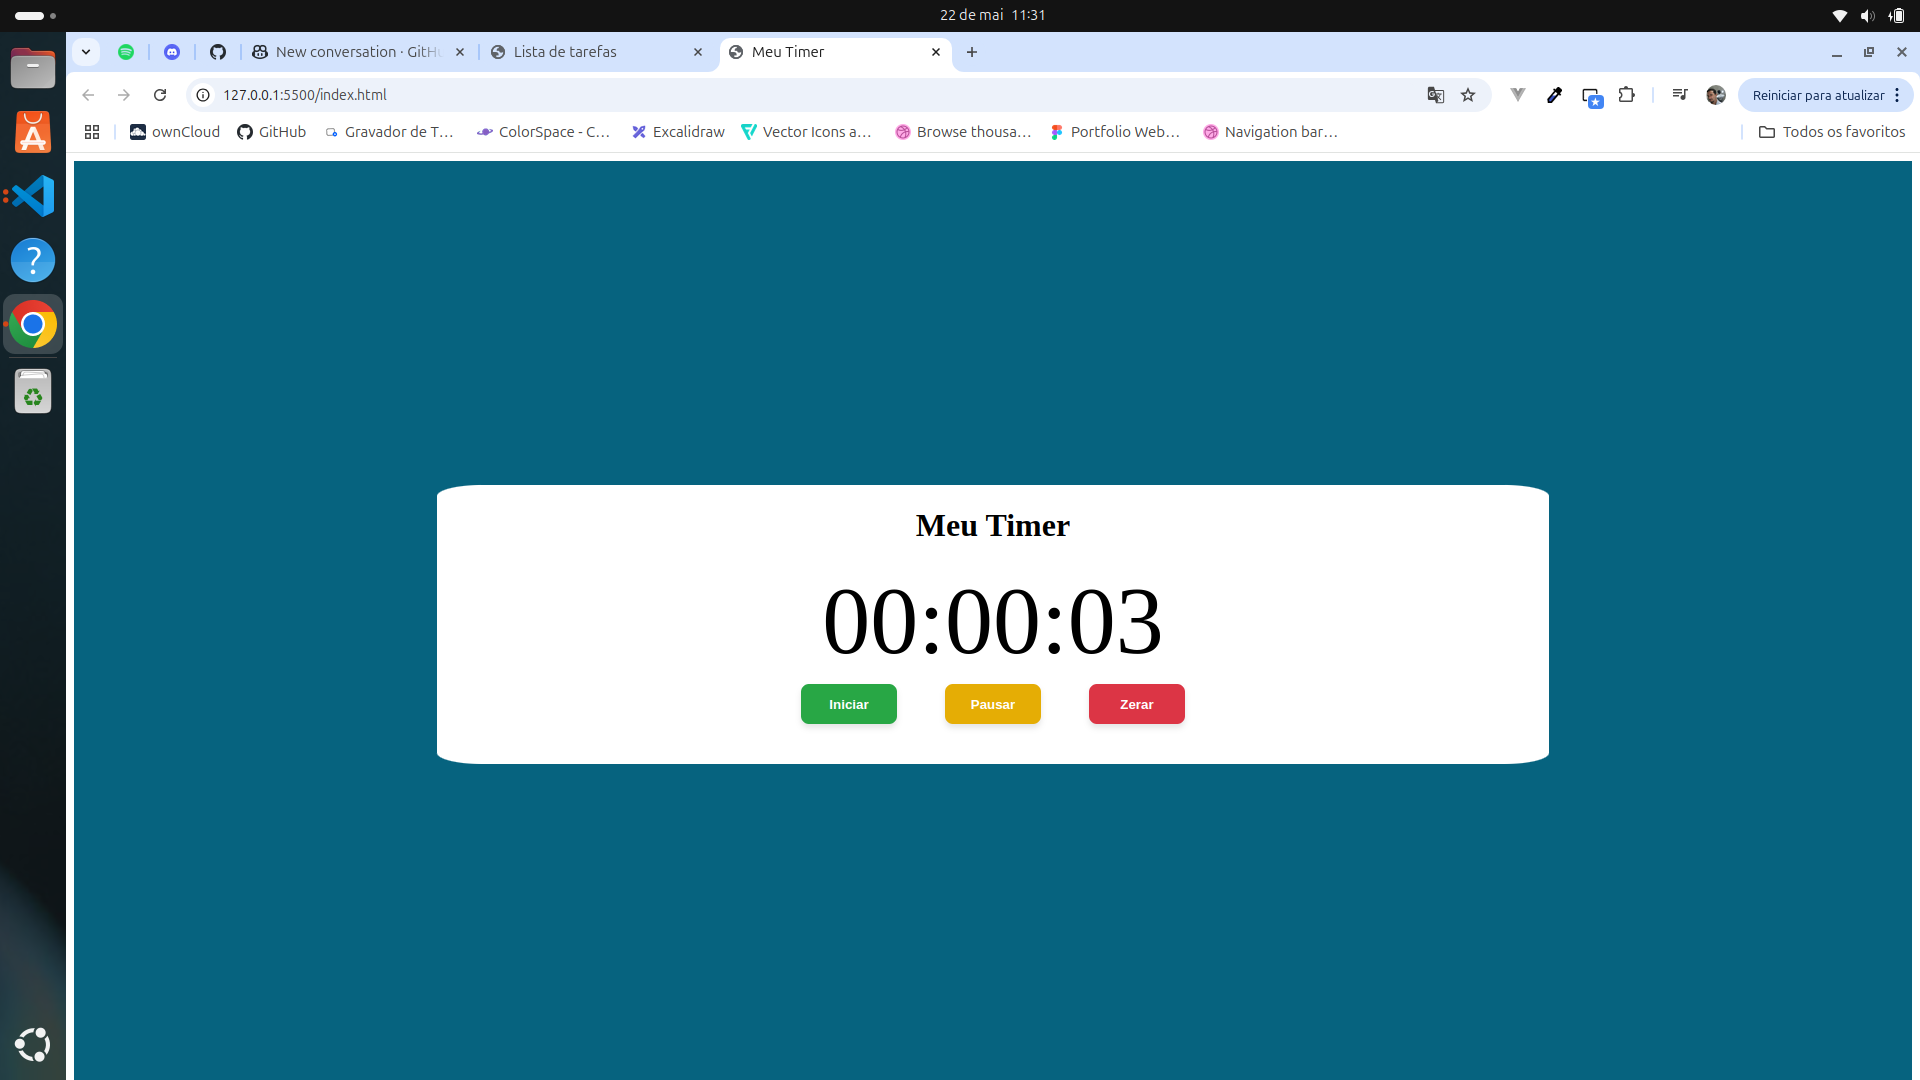 22 de mai 11:31
New conversation · GitHu
Lista de tarefas
Meu Timer
127.0.0.1:5500/index.html
Reiniciar para atualizar
ownCloud
GitHub
Gravador de T...
ColorSpace - C...
Excalidraw
Vector Icons a...
Browse thousa...
Portfolio Web...
Navigation bar...
Todos os favoritos
Meu Timer
00:00:03
Iniciar
Pausar
Zerar